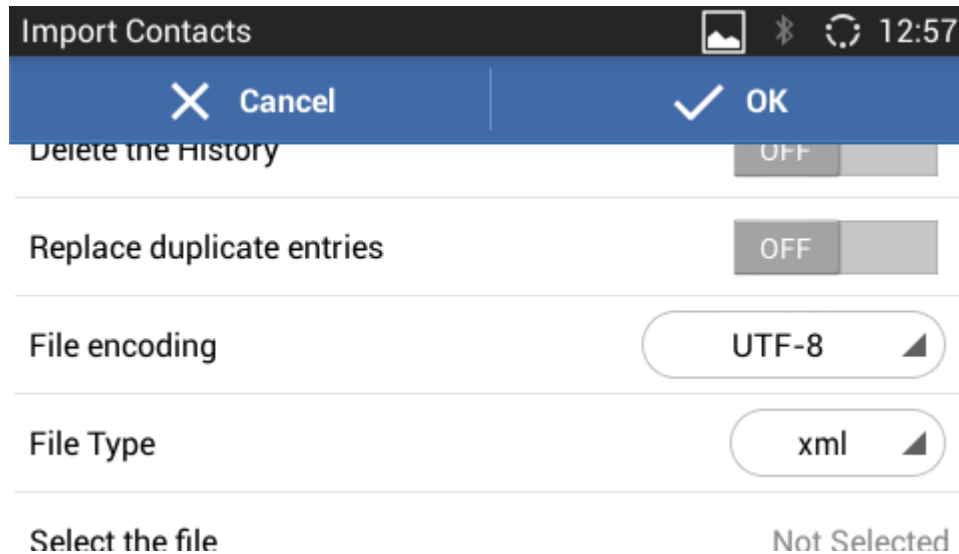 Import Contacts 12:57
Cancel OK
Delete the History OFF
Replace duplicate entries OFF
File encoding UTF-8
File Type xml
Select the file Not Selected